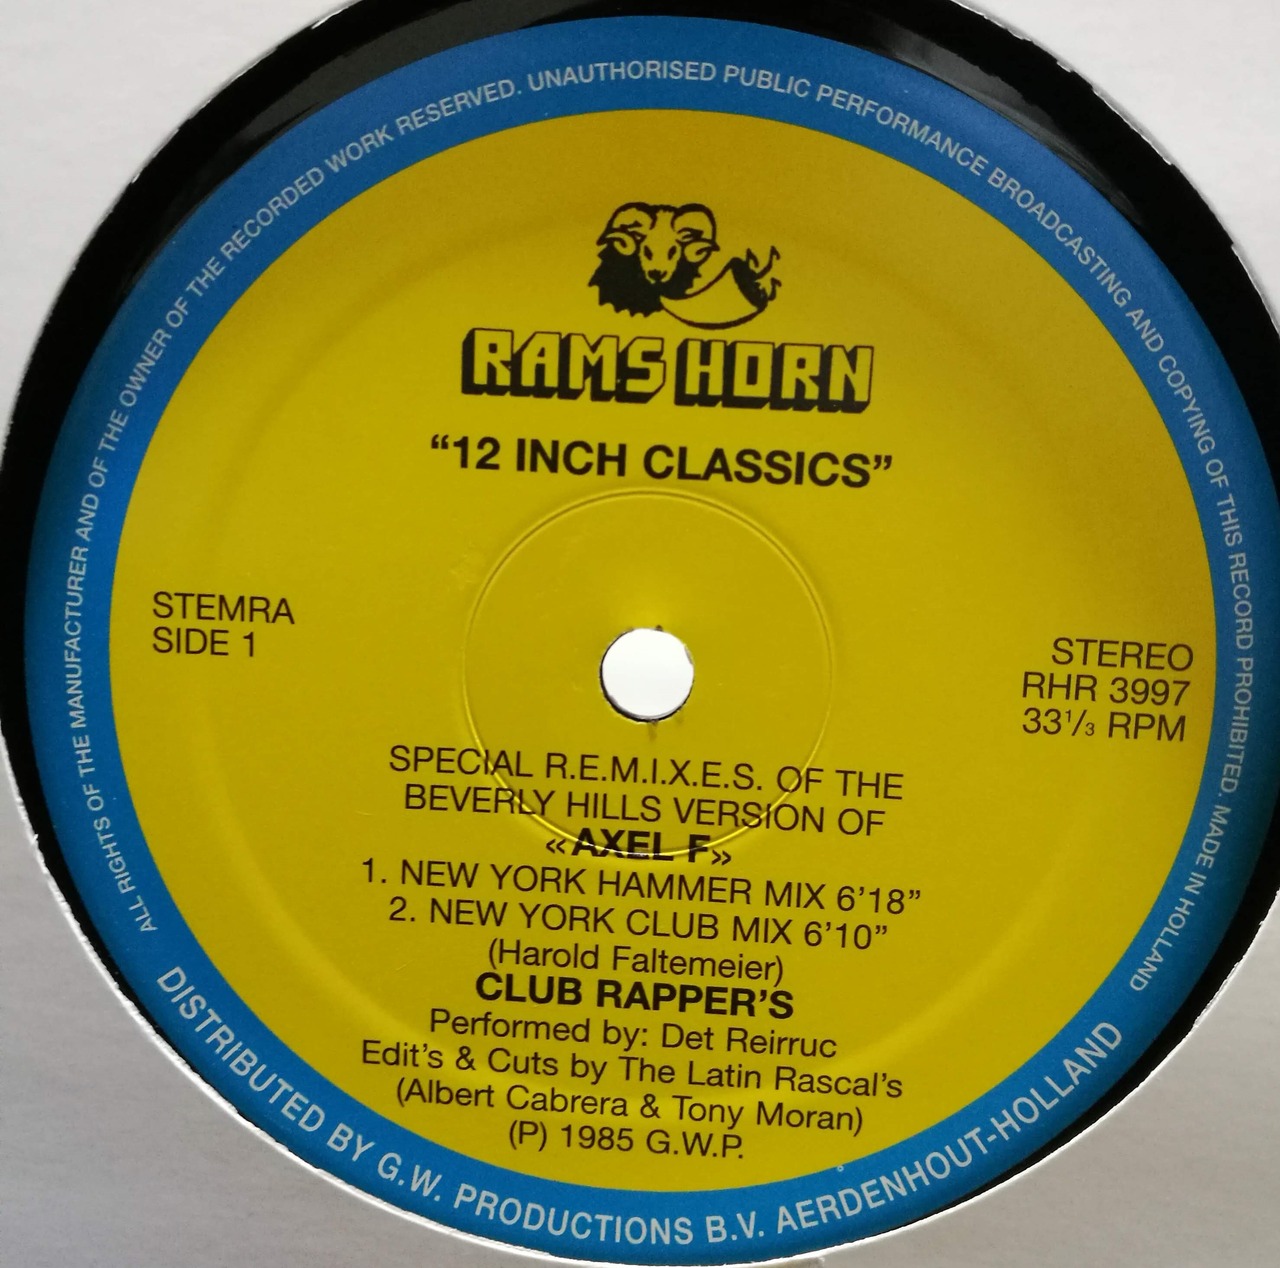 ALL RIGHTS OF THE MANUFACTURER AND OF THE OWNER OF THE RECORDED WORK RESERVED. UNAUTHORISED PUBLIC PERFORMANCE BROADCASTING AND COPYING OF THIS RECORD PROHIBITED. MADE IN HOLLAND
RAMS HORN
“12 INCH CLASSICS”
STEMRA
SIDE 1
STEREO
RHR 3997
33⅓ RPM
SPECIAL R.E.M.I.X.E.S. OF THE
BEVERLY HILLS VERSION OF
«AXEL F»
1. NEW YORK HAMMER MIX 6’18”
2. NEW YORK CLUB MIX 6’10”
(Harold Faltemeier)
CLUB RAPPER’S
Performed by: Det Reirruc
Edit’s & Cuts by The Latin Rascal’s
(Albert Cabrera & Tony Moran)
(P) 1985 G.W.P.
DISTRIBUTED BY G.W. PRODUCTIONS B.V. AERDENHOUT-HOLLAND